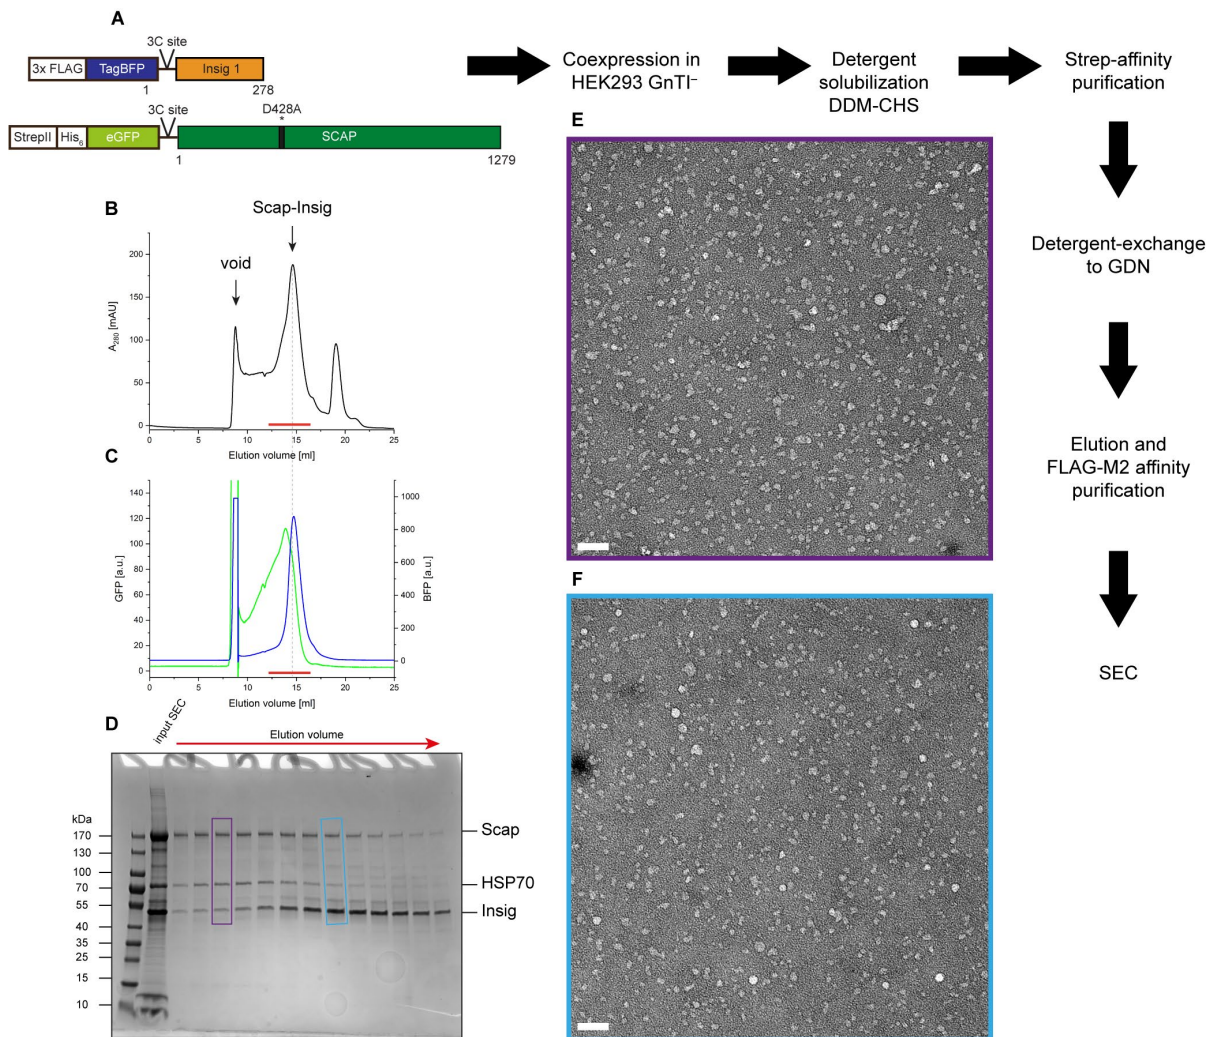 A
3C site
3x FLAG TagBFP Insig 1
1 278
3C site D428A
*
StrepII His6 eGFP SCAP
1 1279
Coexpression in
HEK293 GnTI–
Detergent
solubilization
DDM-CHS
Strep-affinity
purification
Detergent-exchange
to GDN
Elution and
FLAG-M2 affinity
purification
SEC
B
Scap-Insig
void
A280 [mAU]
200
150
100
50
0
0 5 10 15 20 25
Elution volume [ml]
C
GFP [a.u.]
140
120
100
80
60
40
20
0
BFP [a.u.]
1000
800
600
400
200
0
0 5 10 15 20 25
Elution volume [ml]
D
input SEC
Elution volume
kDa
170
130
100
70
55
40
35
25
15
10
Scap
HSP70
Insig
E
F